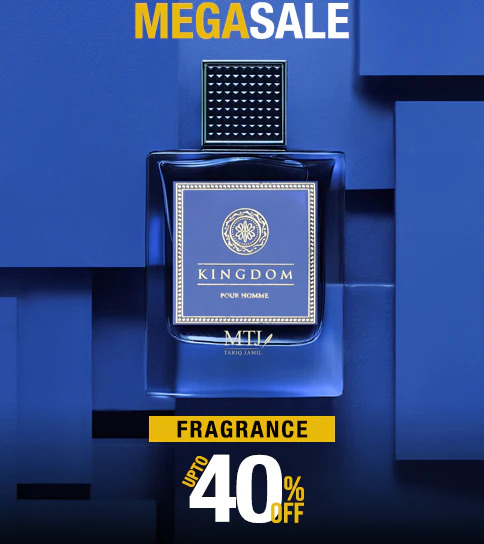 MEGASALE
KINGDOM
POUR HOMME
MTJ
TARIQ JAMIL
FRAGRANCE
UPTO
40%
OFF